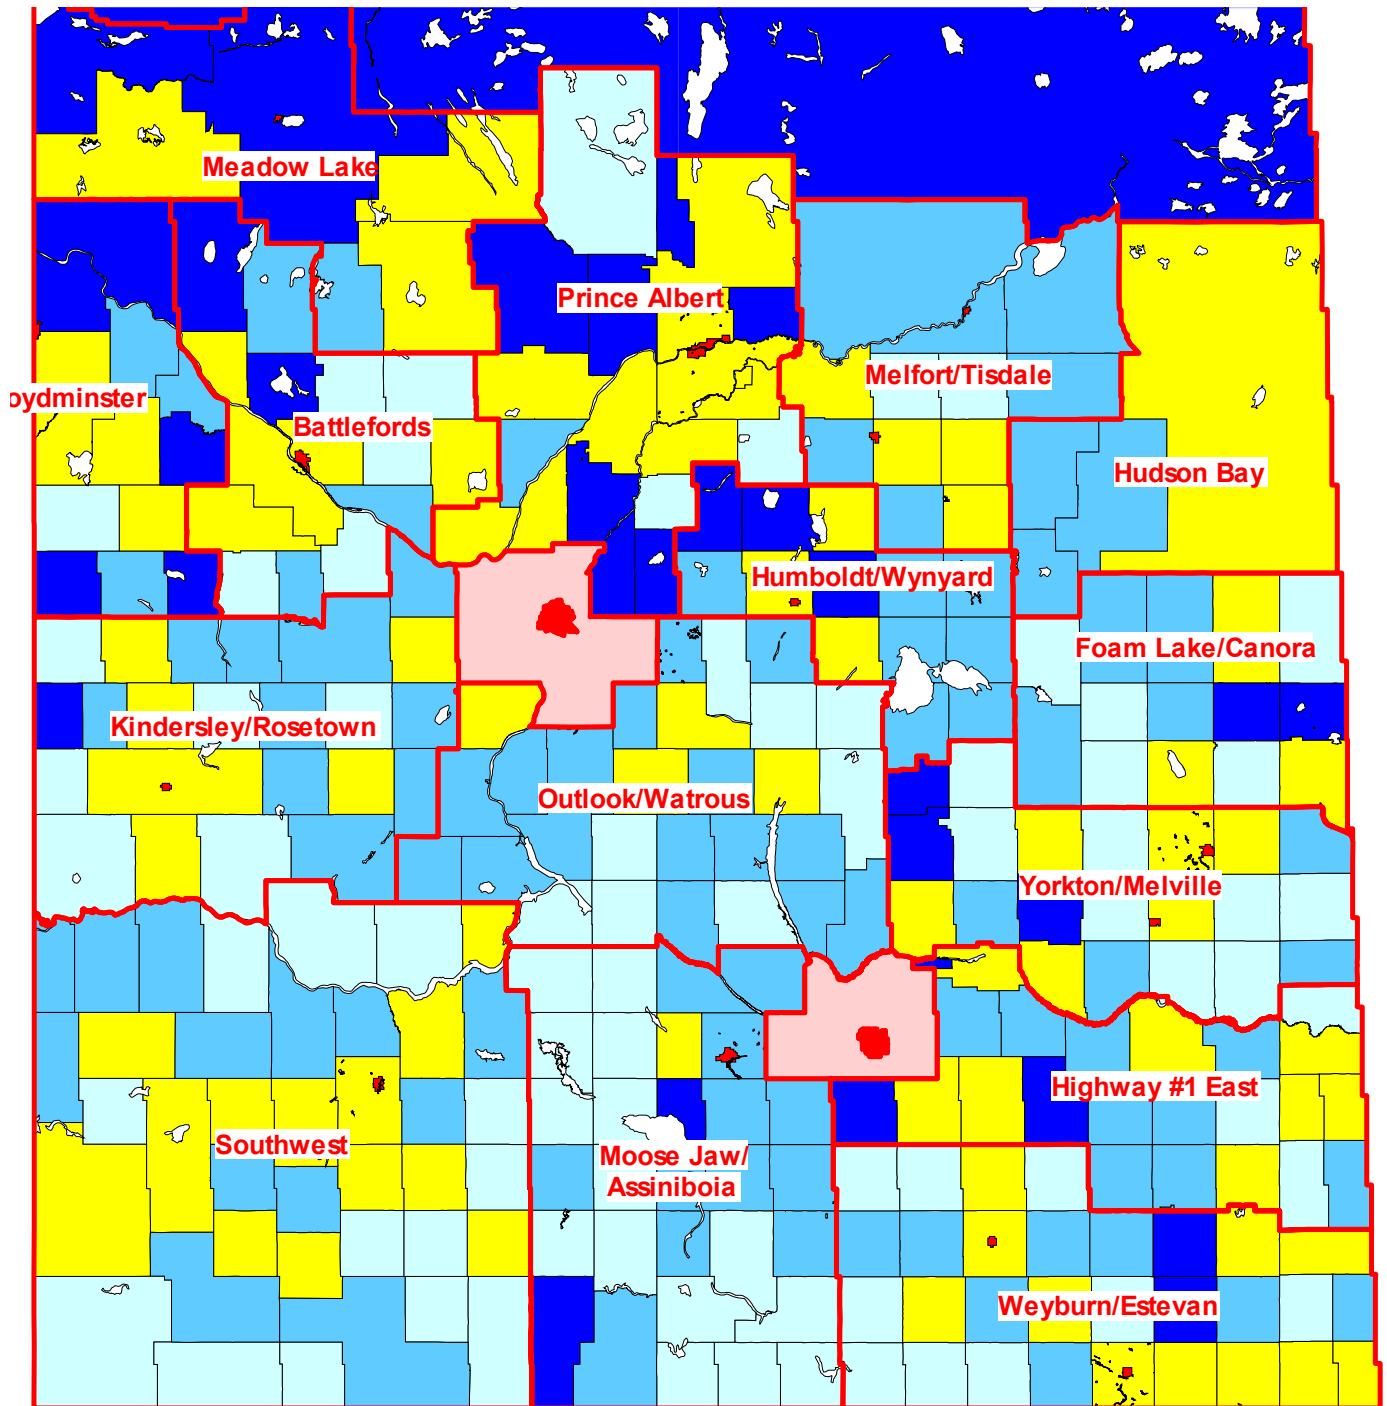 Meadow Lake
Prince Albert
Melfort/Tisdale
oydminster
Battlefords
Hudson Bay
Humboldt/Wynyard
Foam Lake/Canora
Kindersley/Rosetown
Outlook/Watrous
Yorkton/Melville
Highway #1 East
Southwest
Moose Jaw/
Assiniboia
Weyburn/Estevan